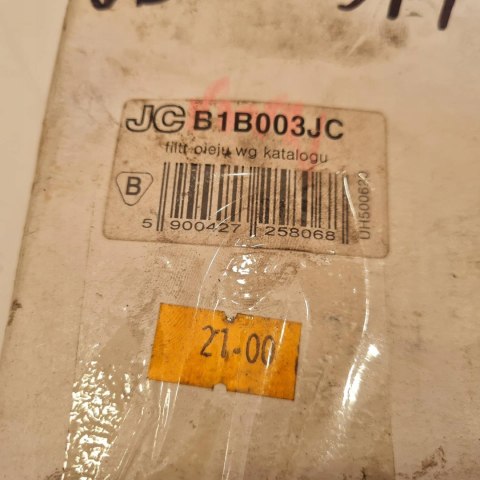 JC B1B003JC
filtr oleju wg katalogu
B
5 900427 258068
21.00